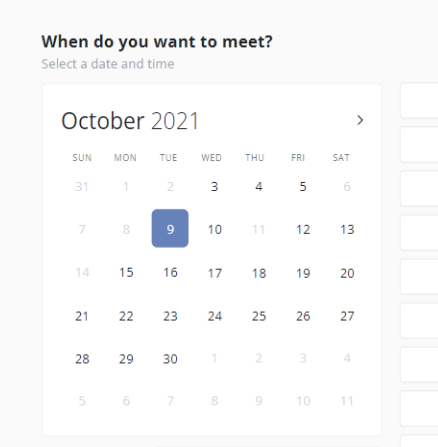 When do you want to meet?
Select a date and time
October 2021
SUN MON TUE WED THU FRI SAT
31 1 2 3 4 5 6
7 8 9 10 11 12 13
14 15 16 17 18 19 20
21 22 23 24 25 26 27
28 29 30 1 2 3 4
5 6 7 8 9 10 11